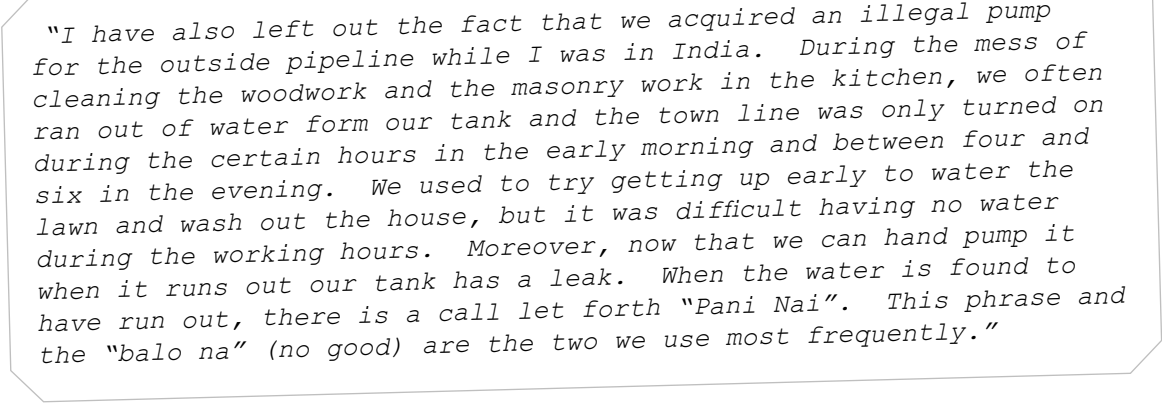 “I have also left out the fact that we acquired an illegal pump
for the outside pipeline while I was in India.  During the mess of
cleaning the woodwork and the masonry work in the kitchen, we often
ran out of water form our tank and the town line was only turned on
during the certain hours in the early morning and between four and
six in the evening.  We used to try getting up early to water the
lawn and wash out the house, but it was difficult having no water
during the working hours.  Moreover, now that we can hand pump it
when it runs out our tank has a leak.  When the water is found to
have run out, there is a call let forth “Pani Nai”.  This phrase and
the “balo na” (no good) are the two we use most frequently.”